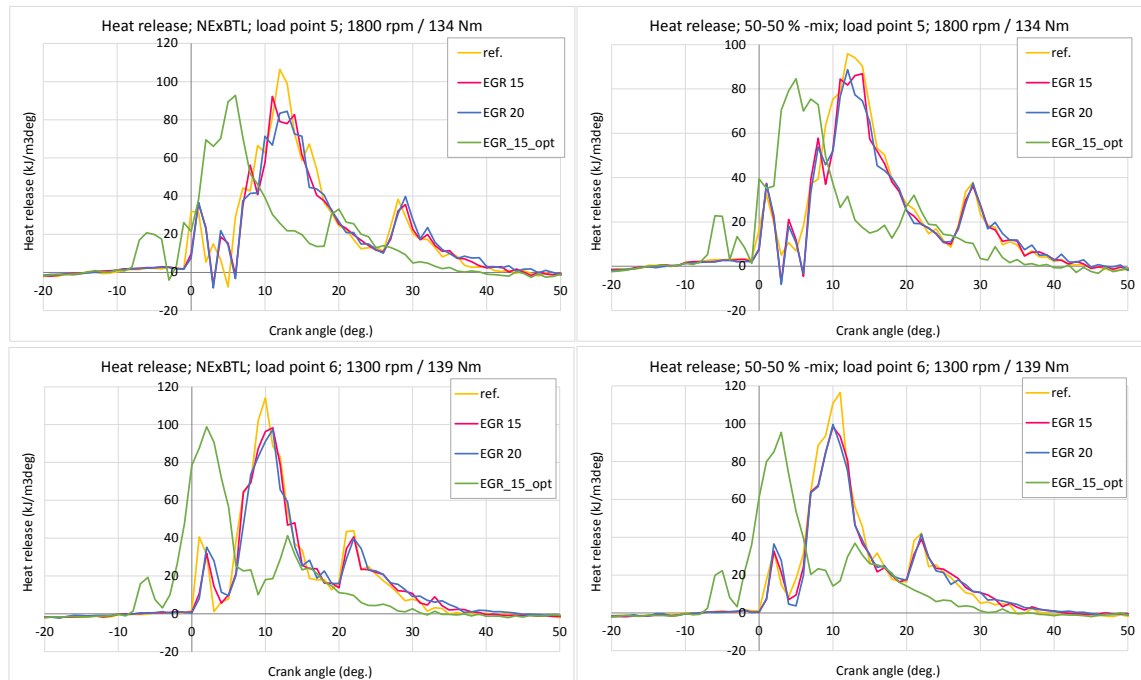 Heat release; NExBTL; load point 5; 1800 rpm / 134 Nm
Heat release (kJ/m3deg)
120
100
80
60
40
20
0
-20
-20 -10 0 10 20 30 40 50
Crank angle (deg.)
ref.
EGR 15
EGR 20
EGR_15_opt
Heat release; 50-50 % -mix; load point 5; 1800 rpm / 134 Nm
Heat release (kJ/m3deg)
100
80
60
40
20
0
-20
-20 -10 0 10 20 30 40 50
Crank angle (deg.)
ref.
EGR 15
EGR 20
EGR_15_opt
Heat release; NExBTL; load point 6; 1300 rpm / 139 Nm
Heat release (kJ/m3deg)
120
100
80
60
40
20
0
-20
-20 -10 0 10 20 30 40 50
Crank angle (deg.)
ref.
EGR 15
EGR 20
EGR_15_opt
Heat release; 50-50 % -mix; load point 6; 1300 rpm / 139 Nm
Heat release (kJ/m3deg)
120
100
80
60
40
20
0
-20
-20 -10 0 10 20 30 40 50
Crank angle (deg.)
ref.
EGR 15
EGR 20
EGR_15_opt